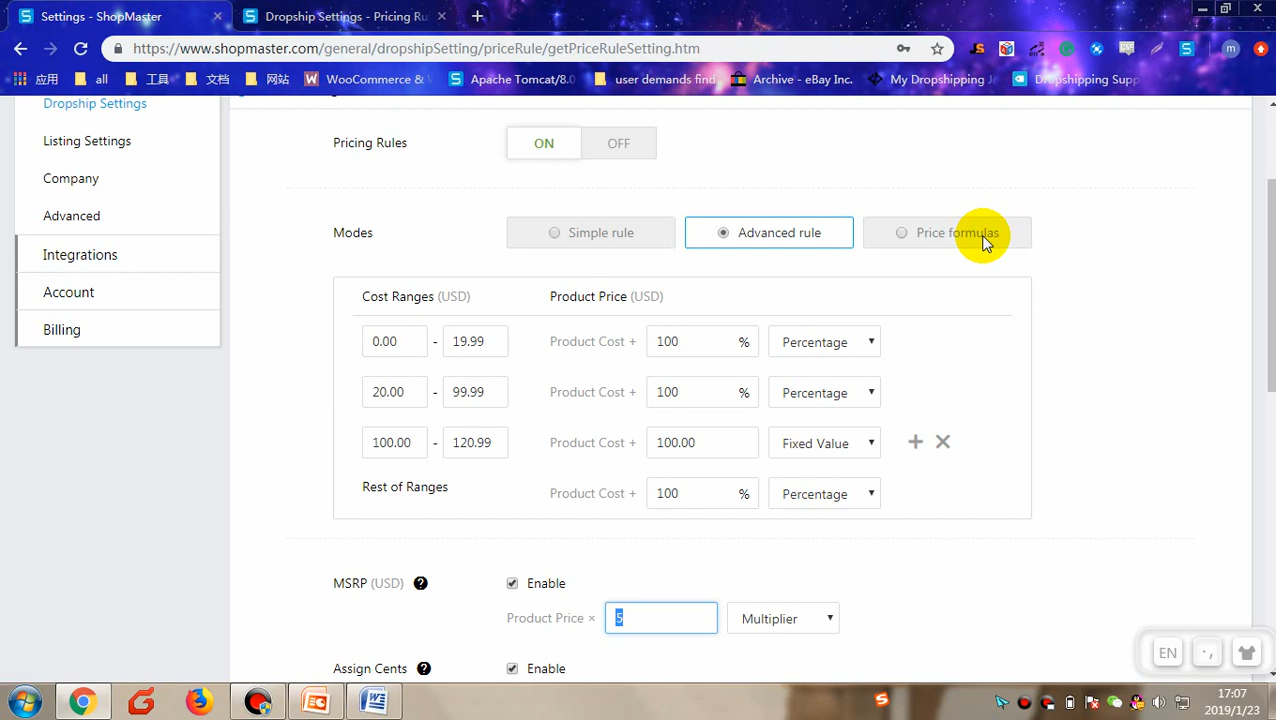 Settings - ShopMaster
Dropship Settings - Pricing Ru
https://www.shopmaster.com/general/dropshipSetting/priceRule/getPriceRuleSetting.htm
应用
all
工具
文档
网站
WooCommerce &
Apache Tomcat/8.0
user demands find
Archive - eBay Inc.
My Dropshipping J
Dropshipping Supp
Dropship Settings
Listing Settings
Company
Advanced
Integrations
Account
Billing
Pricing Rules ON OFF
Modes Simple rule Advanced rule Price formulas
Cost Ranges (USD) Product Price (USD)
0.00 - 19.99 Product Cost + 100 % Percentage
20.00 - 99.99 Product Cost + 100 % Percentage
100.00 - 120.99 Product Cost + 100.00 Fixed Value
Rest of Ranges Product Cost + 100 % Percentage
MSRP (USD) ? Enable
Product Price × 5 Multiplier
Assign Cents ? Enable
EN
17:07
2019/1/23